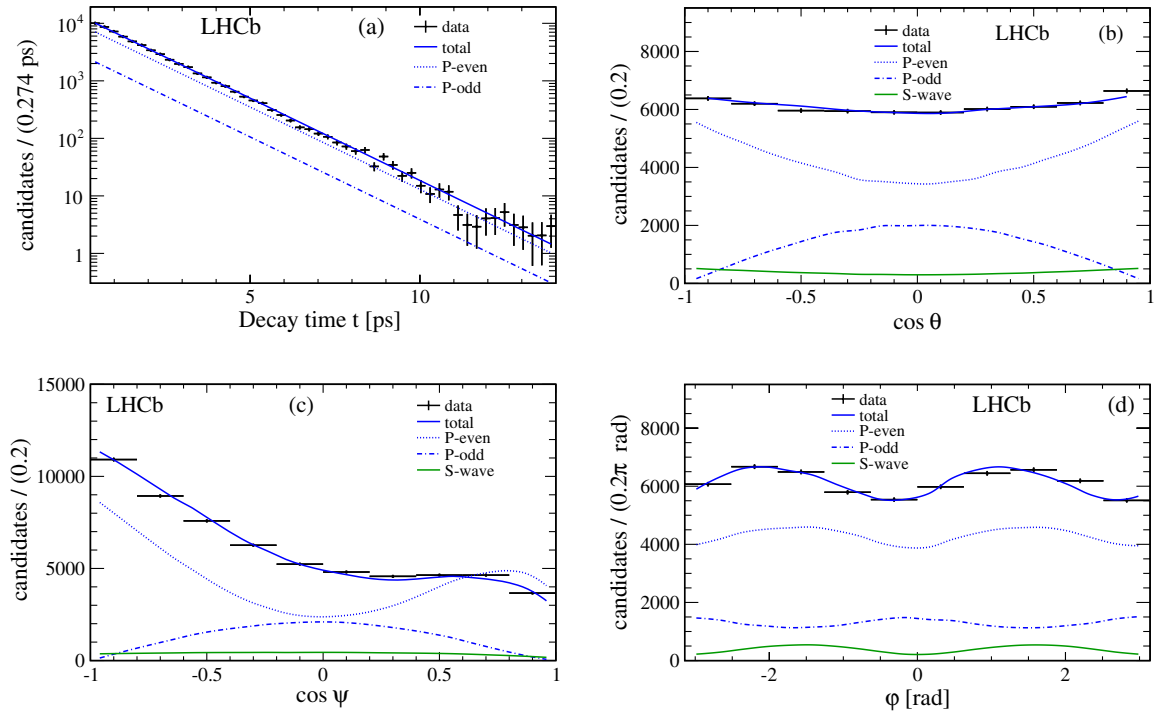 LHCb
(a)
data
total
P-even
P-odd
10⁴
10³
10²
10
1
candidates / (0.274 ps)
5
10
Decay time t [ps]
LHCb
(b)
data
total
P-even
P-odd
S-wave
8000
6000
4000
2000
0
candidates / (0.2)
-1
-0.5
0
0.5
1
cos θ
LHCb
(c)
data
total
P-even
P-odd
S-wave
15000
10000
5000
0
candidates / (0.2)
-1
-0.5
0
0.5
1
cos ψ
LHCb
(d)
data
total
P-even
P-odd
S-wave
8000
6000
4000
2000
0
candidates / (0.2π rad)
-2
0
2
φ [rad]